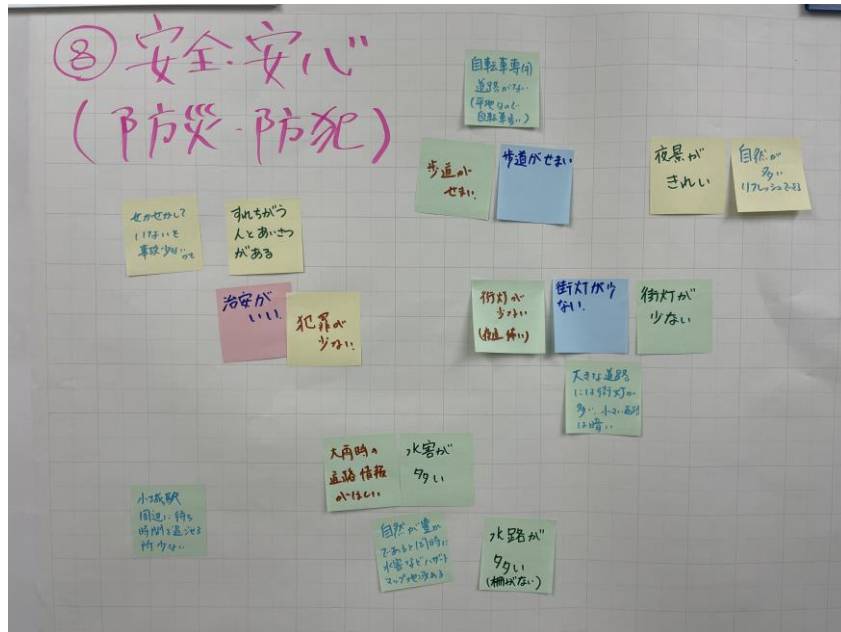 ⑧安全・安心
(防災・防犯)
自転車専用
道路がない
(平地なので
自転車多い)
歩道が
せまい
歩道がせまい
夜景が
きれい
自然が
多い
リフレッシュできる
せかせかして
いないを
事故少ないかも
すれちがう
人とあいさつ
がある
治安が
いい
犯罪が
少ない
街灯が
少ない
(夜道怖い)
街灯が少
ない
街灯が
少ない
大きな道路
には街灯が
多い、小さい道路
は暗い
大雨時の
道路情報
がほしい
水害が
多い
小城駅
周辺に待ち
時間を過ごせる
所少ない
自然が豊か
であると同時に
水害などハザード
マップ地域ある
水路が
多い
(柵がない)